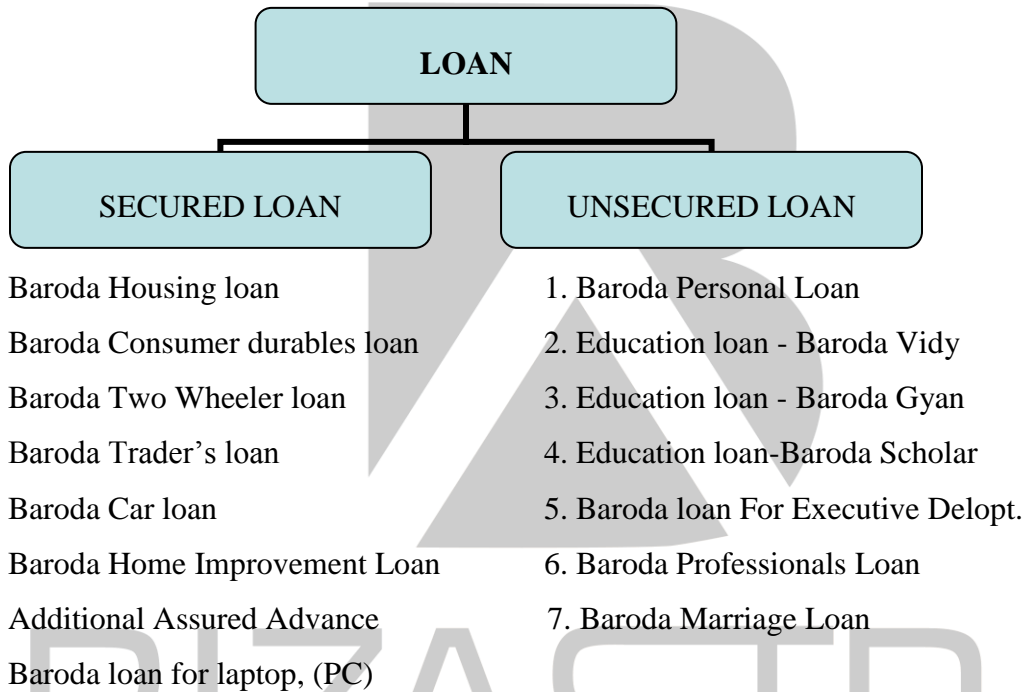 LOAN
SECURED LOAN
UNSECURED LOAN
Baroda Housing loan
Baroda Consumer durables loan
Baroda Two Wheeler loan
Baroda Trader’s loan
Baroda Car loan
Baroda Home Improvement Loan
Additional Assured Advance
Baroda loan for laptop, (PC)
1. Baroda Personal Loan
2. Education loan - Baroda Vidy
3. Education loan - Baroda Gyan
4. Education loan-Baroda Scholar
5. Baroda loan For Executive Delopt.
6. Baroda Professionals Loan
7. Baroda Marriage Loan